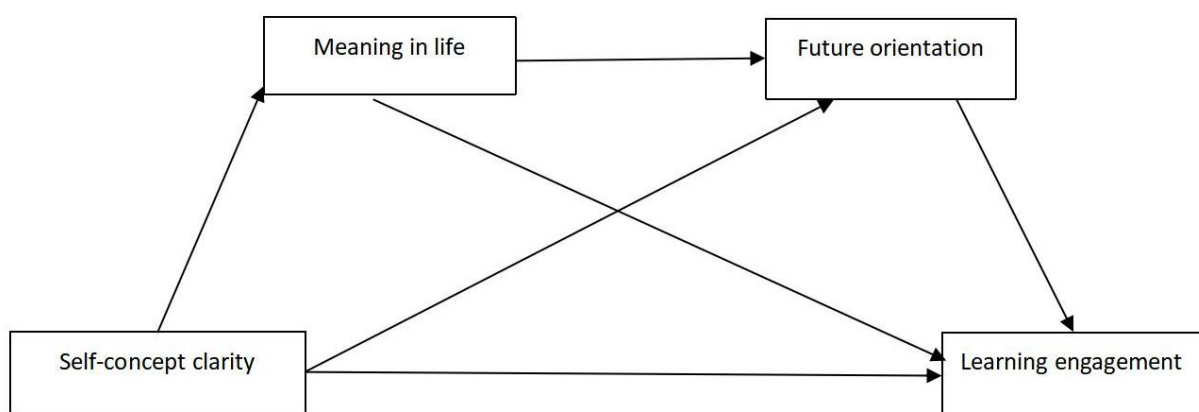 Meaning in life
Future orientation
Self-concept clarity
Learning engagement